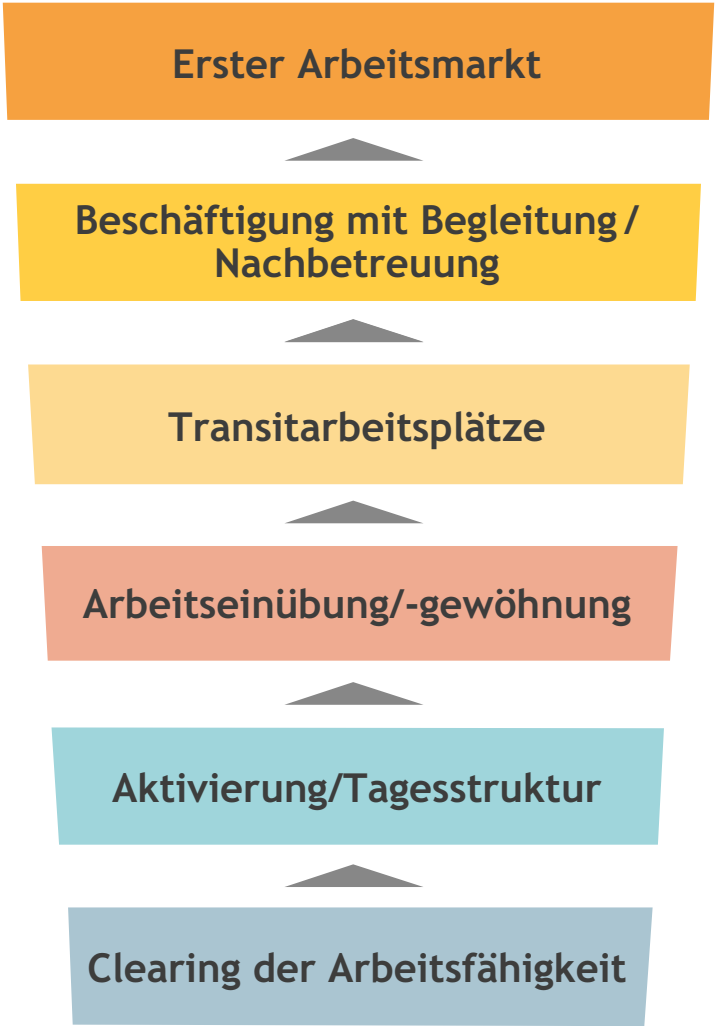 Erster Arbeitsmarkt
Beschäftigung mit Begleitung /
Nachbetreuung
Transitarbeitsplätze
Arbeitseinübung/-gewöhnung
Aktivierung/Tagesstruktur
Clearing der Arbeitsfähigkeit